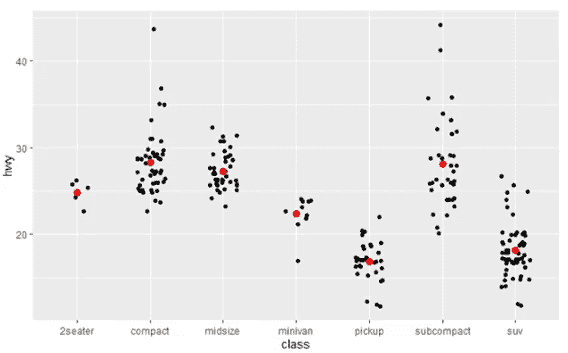 hwy
40
30
20
2seater compact midsize minivan pickup subcompact suv
class